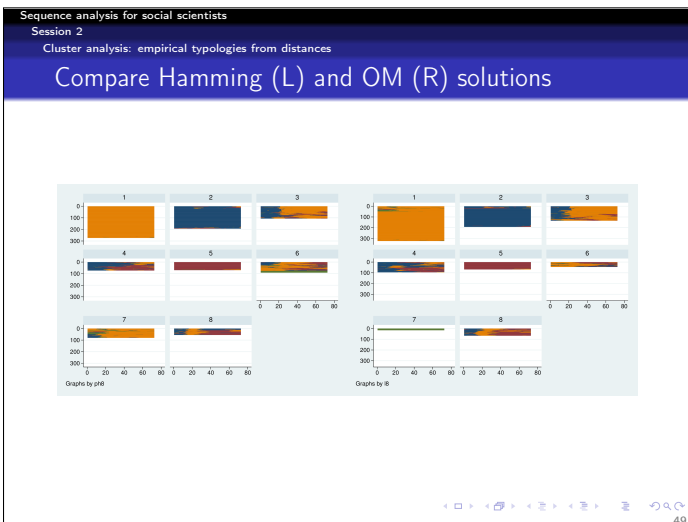 Sequence analysis for social scientists
Session 2
Cluster analysis: empirical typologies from distances
Compare Hamming (L) and OM (R) solutions
1 2 3
0
100
200
300
4 5 6
0
100
200
300
0 20 40 60 80
7 8
0
100
200
300
0 20 40 60 80 0 20 40 60 80
Graphs by ph8
1 2 3
0
100
200
300
4 5 6
0
100
200
300
0 20 40 60 80
7 8
0
100
200
300
0 20 40 60 80 0 20 40 60 80
Graphs by l8
49